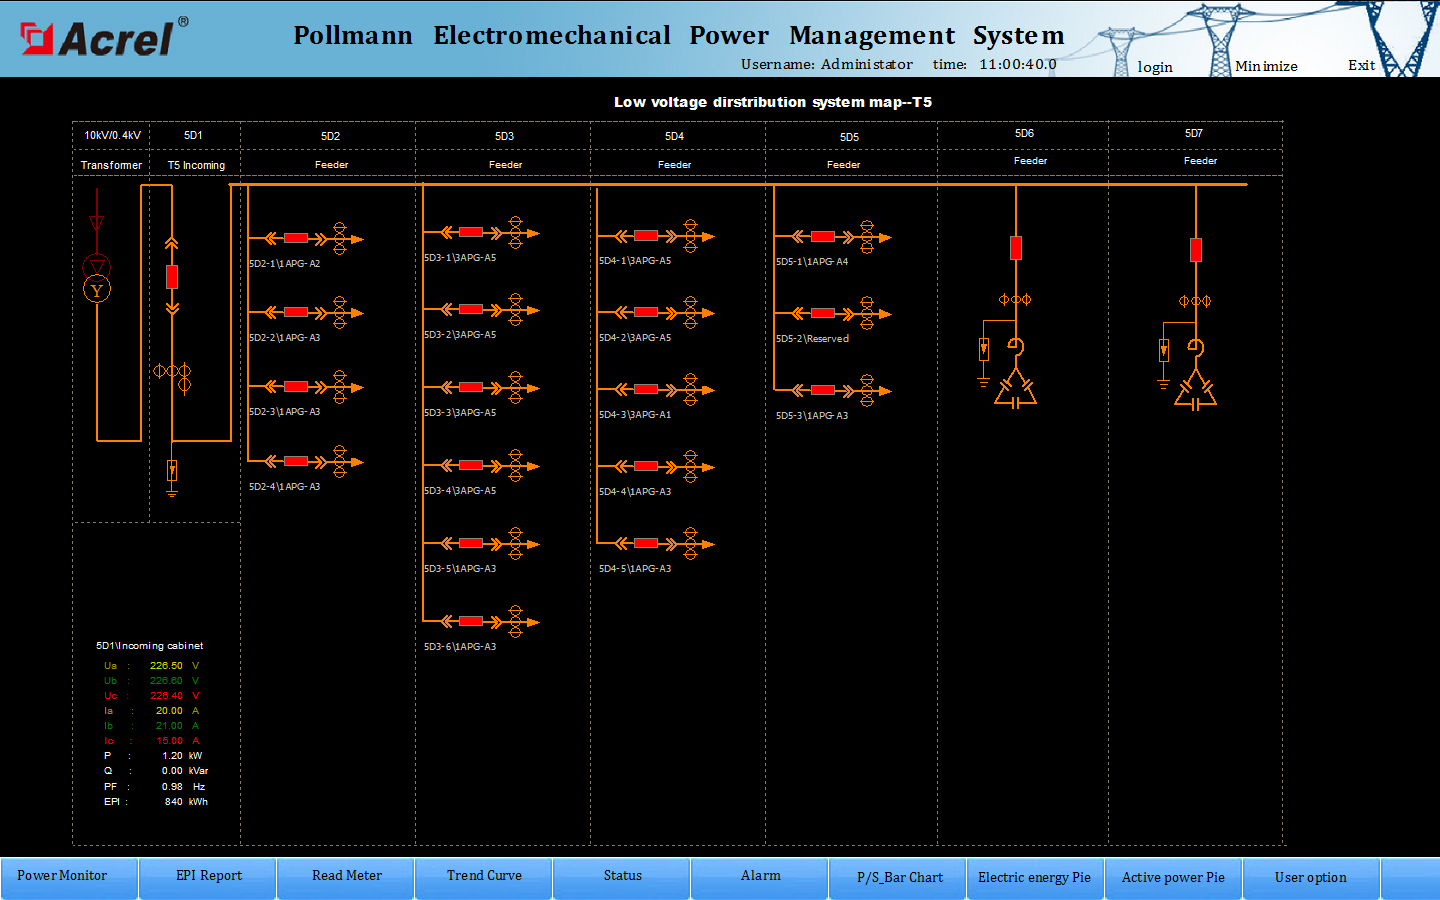 Acrel®
Pollmann Electromechanical Power Management System
Username: Administator time: 11:00:40.0
login
Minimize
Exit
Low voltage dirstribution system map--T5
10kV/0.4kV 5D1 5D2 5D3 5D4 5D5 5D6 5D7
Transformer T5 Incoming Feeder Feeder Feeder Feeder Feeder Feeder
Y
5D2-1\1APG-A2
5D2-2\1APG-A3
5D2-3\1APG-A3
5D2-4\1APG-A3
5D3-1\3APG-A5
5D3-2\3APG-A5
5D3-3\3APG-A5
5D3-4\3APG-A5
5D3-5\1APG-A3
5D3-6\1APG-A3
5D4-1\3APG-A5
5D4-2\3APG-A5
5D4-3\3APG-A1
5D4-4\1APG-A3
5D4-5\1APG-A3
5D5-1\1APG-A4
5D5-2\Reserved
5D5-3\1APG-A3
5D1\Incoming cabinet
Ua : 226.50 V
Ub : 226.60 V
Uc : 226.40 V
Ia : 20.00 A
Ib : 21.00 A
Ic : 15.00 A
P : 1.20 kW
Q : 0.00 kVar
PF : 0.98 Hz
EPI : 840 kWh
Power Monitor EPI Report Read Meter Trend Curve Status Alarm P/S_Bar Chart Electric energy Pie Active power Pie User option